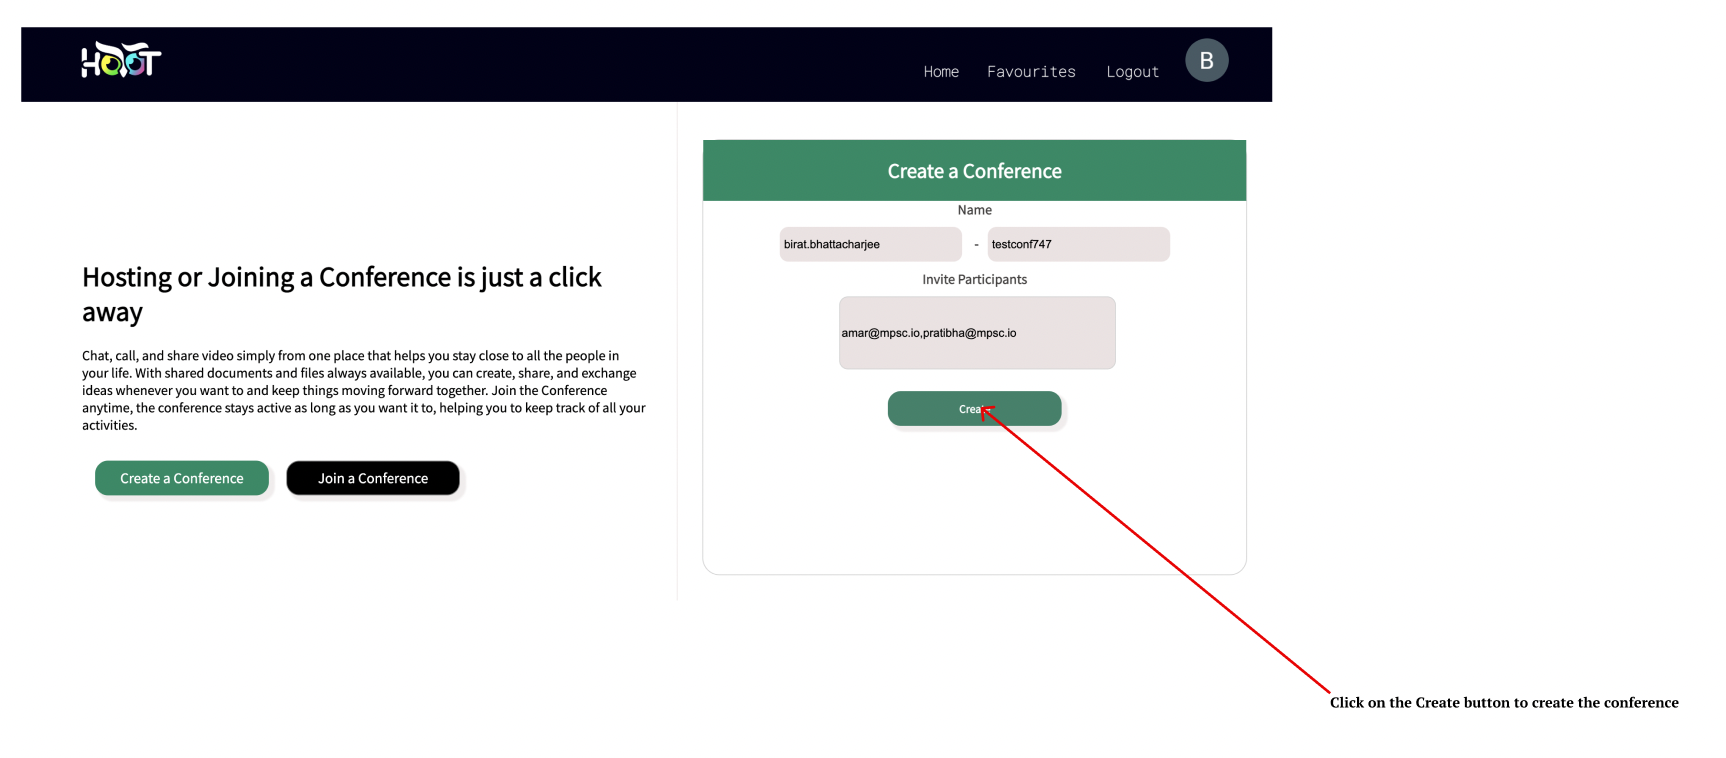 HOOT
Home Favourites Logout B
Create a Conference
Name
birat.bhattacharjee - testconf747
Invite Participants
amar@mpsc.io,pratibha@mpsc.io
Create
Hosting or Joining a Conference is just a click
away
Chat, call, and share video simply from one place that helps you stay close to all the people in
your life. With shared documents and files always available, you can create, share, and exchange
ideas whenever you want to and keep things moving forward together. Join the Conference
anytime, the conference stays active as long as you want it to, helping you to keep track of all your
activities.
Create a Conference Join a Conference
Click on the Create button to create the conference